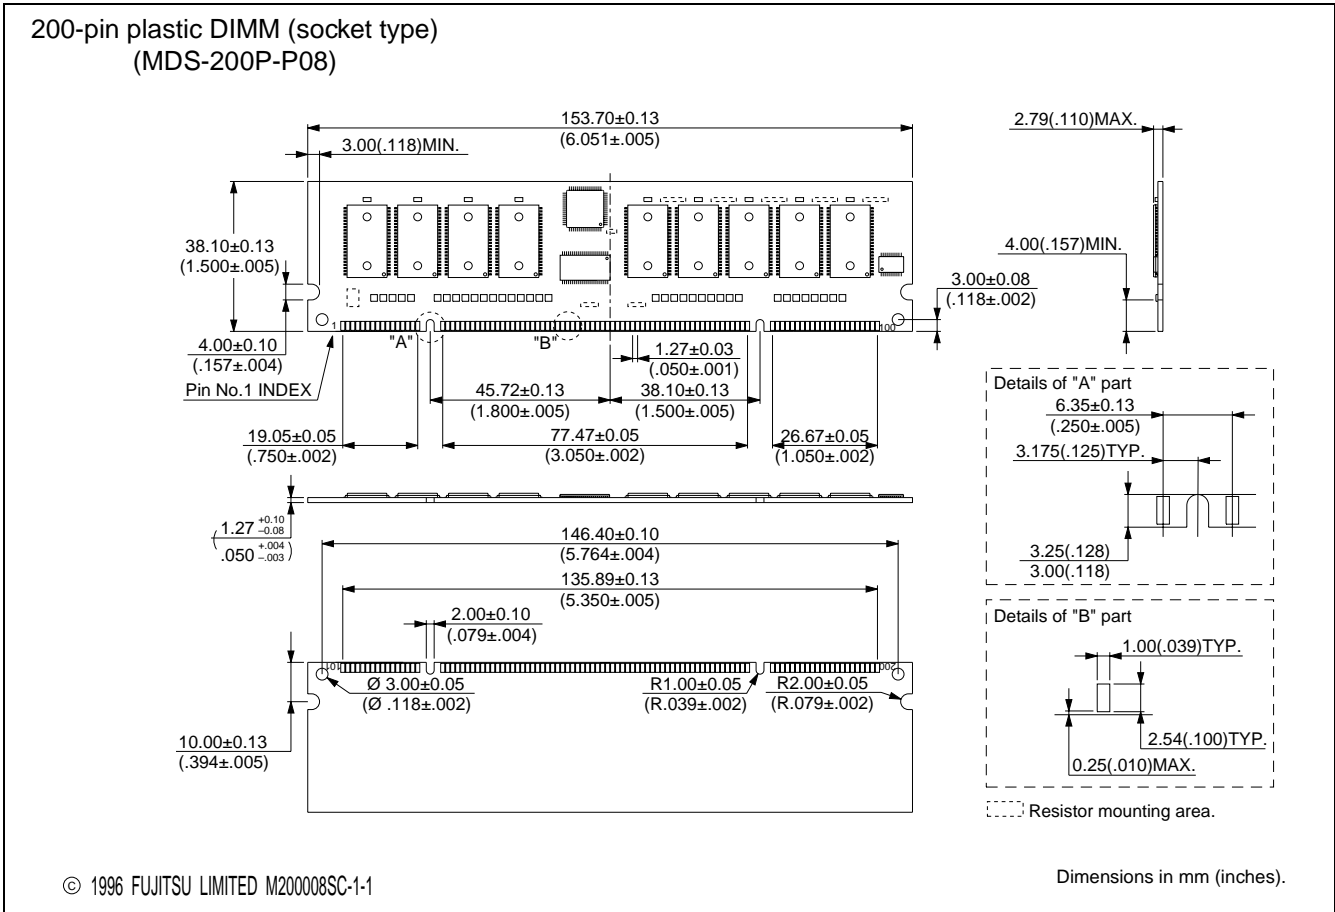 200-pin plastic DIMM (socket type)
(MDS-200P-P08)
153.70±0.13
(6.051±.005)
3.00(.118)MIN.
2.79(.110)MAX.
38.10±0.13
(1.500±.005)
4.00(.157)MIN.
3.00±0.08
(.118±.002)
1
100
4.00±0.10
(.157±.004)
"A"
"B"
1.27±0.03
(.050±.001)
Pin No.1 INDEX
45.72±0.13
(1.800±.005)
38.10±0.13
(1.500±.005)
19.05±0.05
(.750±.002)
77.47±0.05
(3.050±.002)
26.67±0.05
(1.050±.002)
Details of "A" part
6.35±0.13
(.250±.005)
3.175(.125)TYP.
3.25(.128)
3.00(.118)
1.27 +0.10 –0.08
(.050 +.004 –.003)
146.40±0.10
(5.764±.004)
135.89±0.13
(5.350±.005)
2.00±0.10
(.079±.004)
101
200
Ø 3.00±0.05
(Ø .118±.002)
R1.00±0.05
(R.039±.002)
R2.00±0.05
(R.079±.002)
10.00±0.13
(.394±.005)
Details of "B" part
1.00(.039)TYP.
2.54(.100)TYP.
0.25(.010)MAX.
Resistor mounting area.
© 1996 FUJITSU LIMITED M200008SC-1-1
Dimensions in mm (inches).